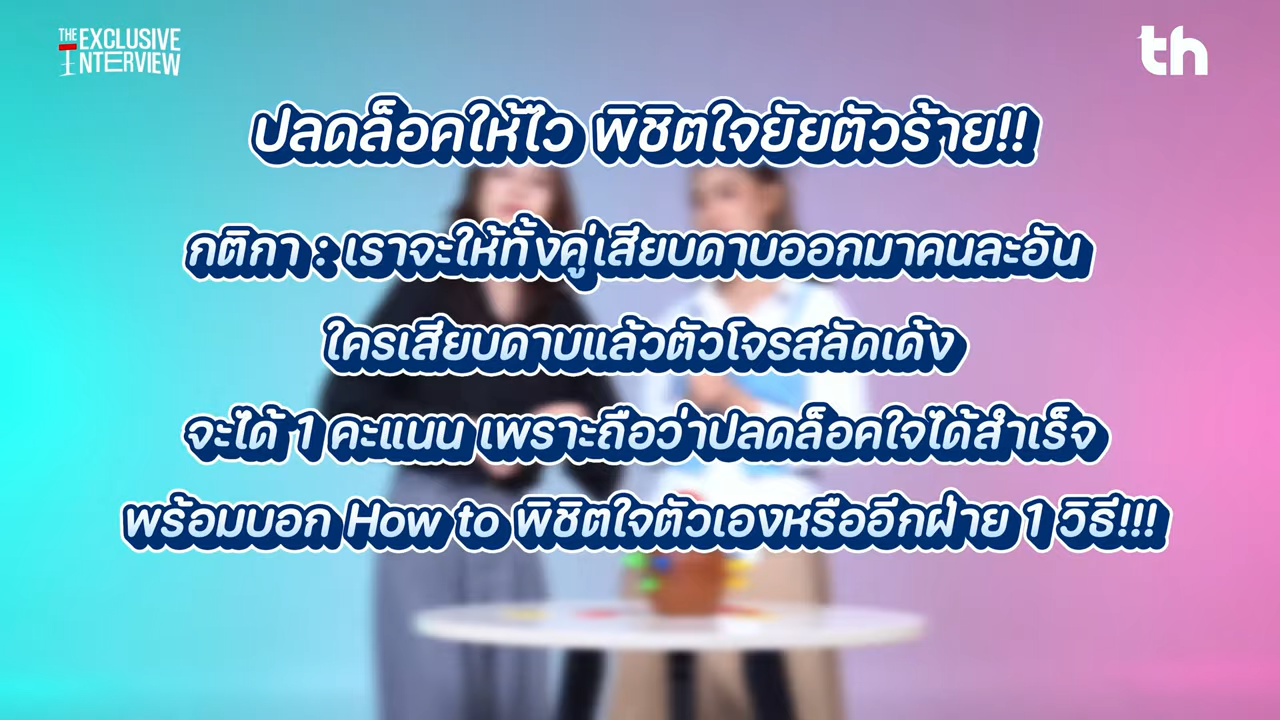 THE EXCLUSIVE
INTERVIEW
th
ปลดล็อคให้ไว พิชิตใจยัยตัวร้าย!!
กติกา : เราจะให้ทั้งคู่เสียบดาบออกมาคนละอัน
ใครเสียบดาบแล้วตัวโจรสลัดเด้ง
จะได้ 1 คะแนน เพราะถือว่าปลดล็อคใจได้สำเร็จ
พร้อมบอก How to พิชิตใจตัวเองหรืออีกฝ่าย 1 วิธี!!!